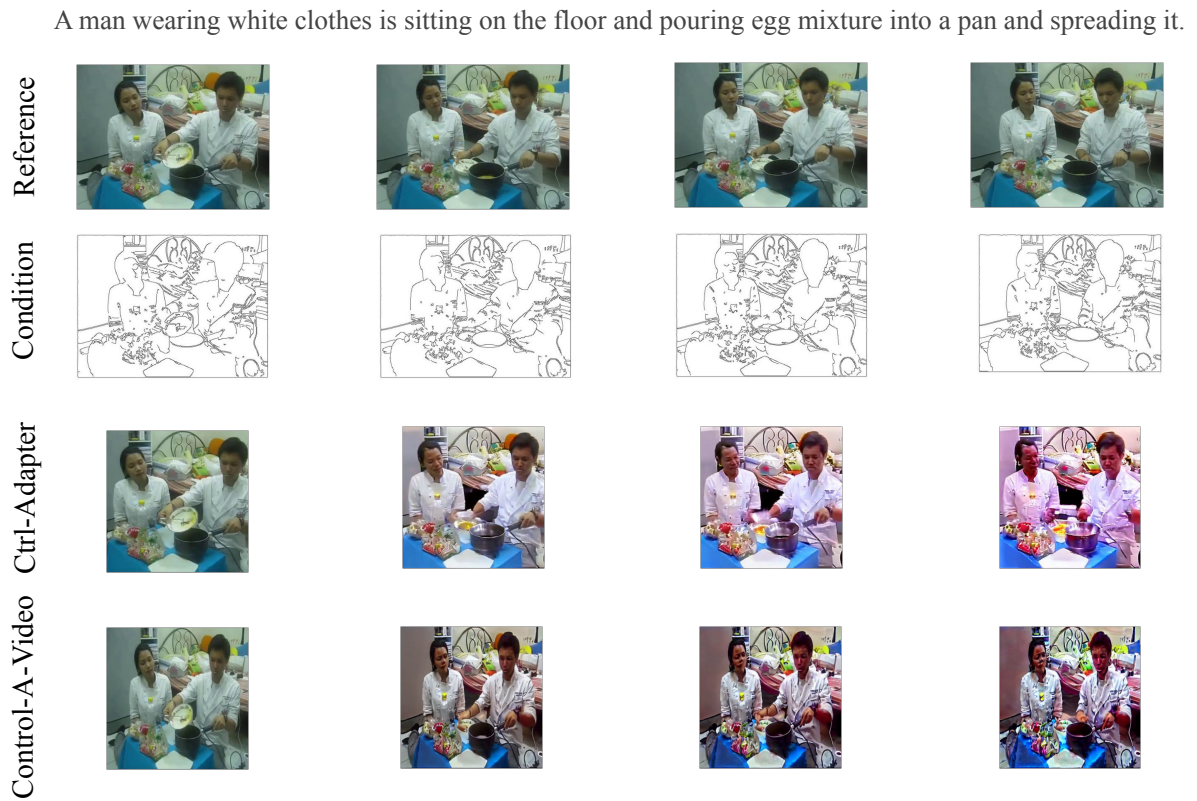 A man wearing white clothes is sitting on the floor and pouring egg mixture into a pan and spreading it.
Reference
Condition
Ctrl-Adapter
Control-A-Video